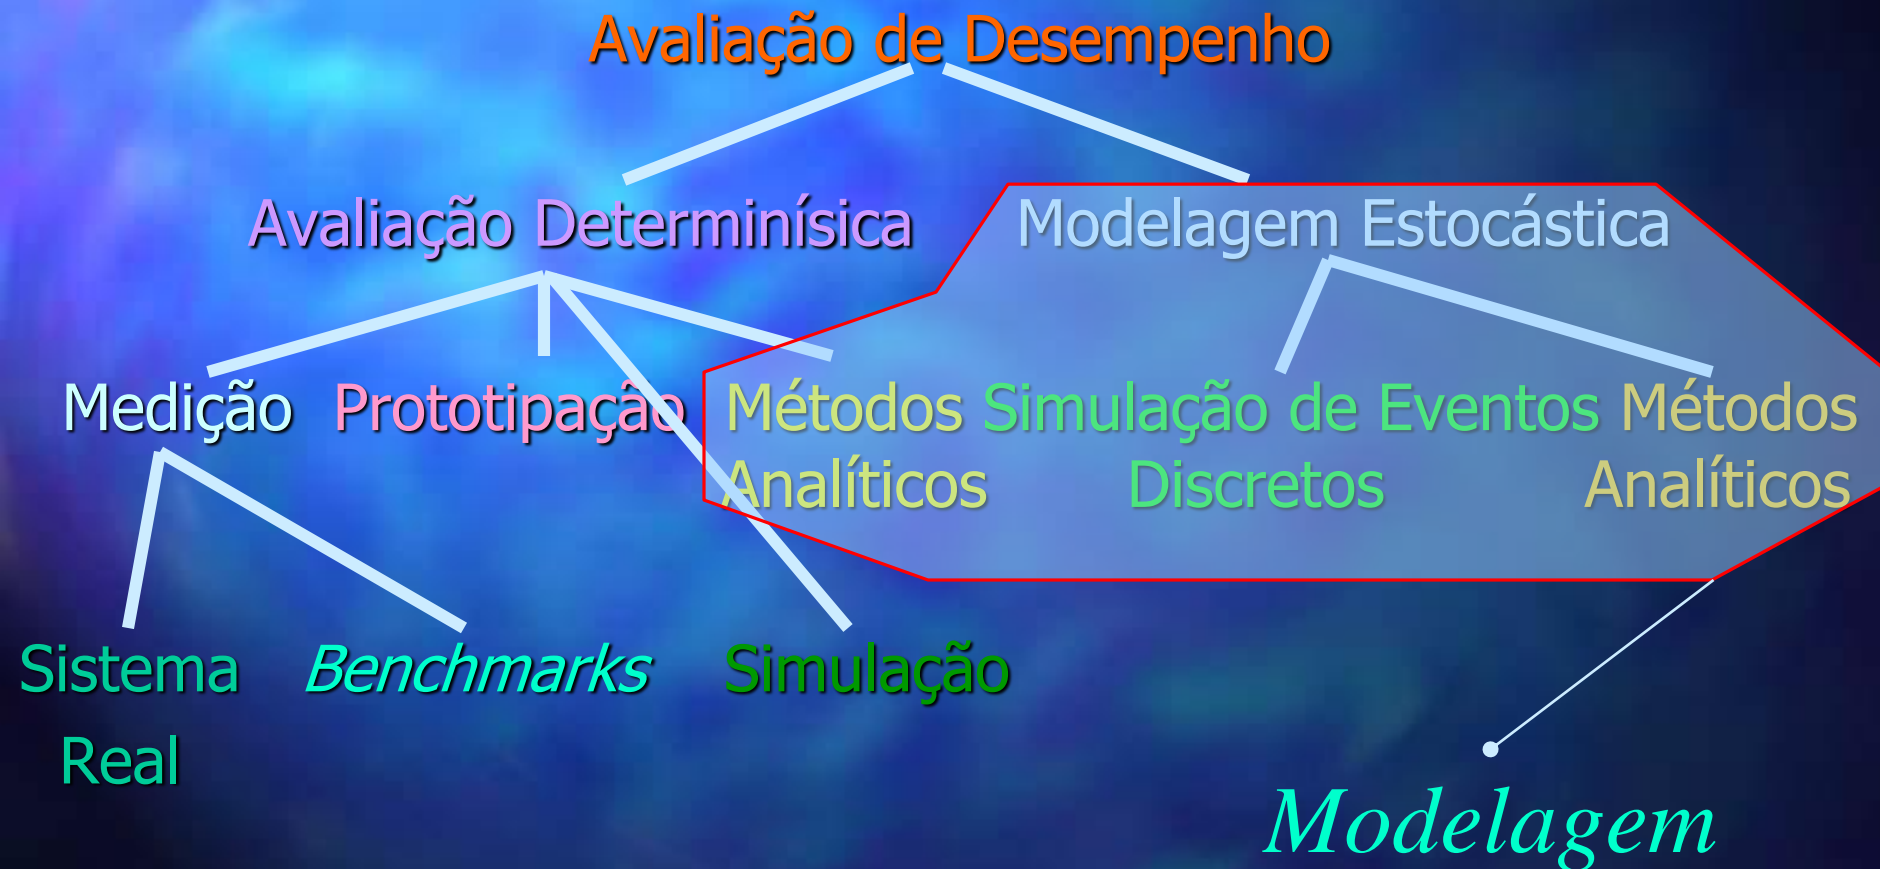 Avaliação de Desempenho
Avaliação Determinísica
Modelagem Estocástica
Medição
Prototipação
Métodos
Analíticos
Simulação de Eventos
Discretos
Métodos
Analíticos
Sistema
Real
Benchmarks
Simulação
Modelagem